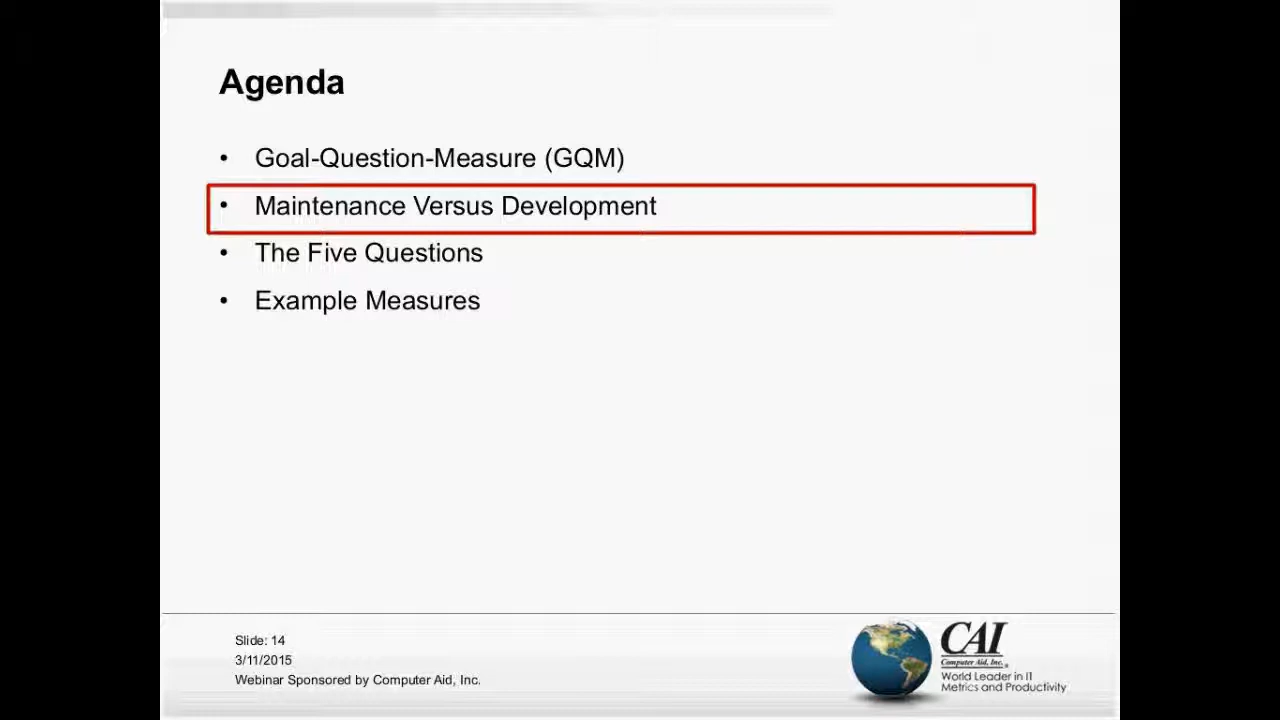 Agenda
• Goal-Question-Measure (GQM)
• Maintenance Versus Development
• The Five Questions
• Example Measures
Slide: 14
3/11/2015
Webinar Sponsored by Computer Aid, Inc.
CAI
Computer Aid, Inc.
World Leader in IT
Metrics and Productivity